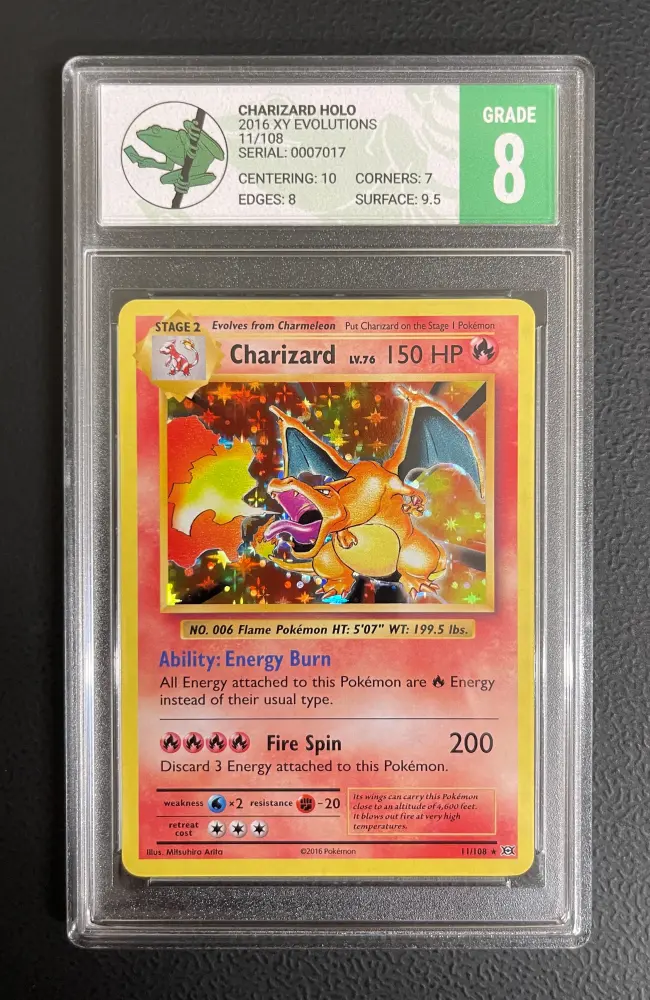 CHARIZARD HOLO
2016 XY EVOLUTIONS
11/108
SERIAL: 0007017
CENTERING: 10 CORNERS: 7
EDGES: 8 SURFACE: 9.5
GRADE
8
STAGE 2 Evolves from Charmeleon Put Charizard on the Stage 1 Pokémon
Charizard LV.76 150 HP
NO. 006 Flame Pokémon HT: 5'07" WT: 199.5 lbs.
Ability: Energy Burn
All Energy attached to this Pokémon are Energy
instead of their usual type.
Fire Spin 200
Discard 3 Energy attached to this Pokémon.
weakness ×2 resistance -20
retreat
cost
Its wings can carry this Pokémon
close to an altitude of 4,600 feet.
It blows out fire at very high
temperatures.
Illus. Mitsuhiro Arita ©2016 Pokémon 11/108 ★